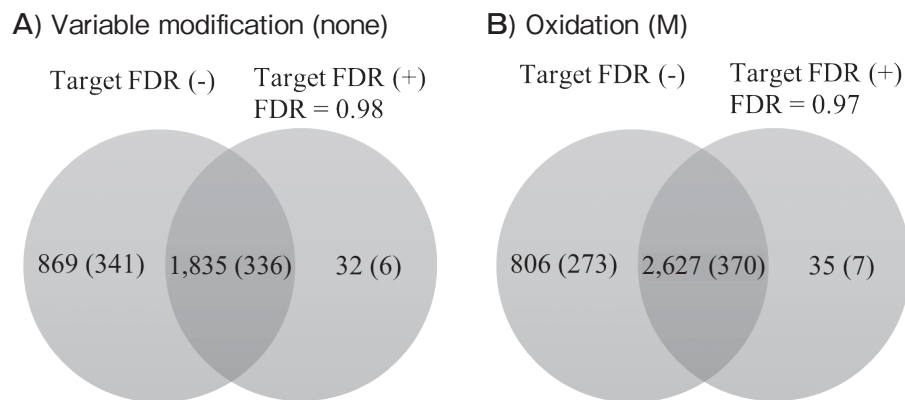 A) Variable modification (none)
Target FDR (-)
Target FDR (+)
FDR = 0.98
869 (341)
1,835 (336)
32 (6)
B) Oxidation (M)
Target FDR (-)
Target FDR (+)
FDR = 0.97
806 (273)
2,627 (370)
35 (7)